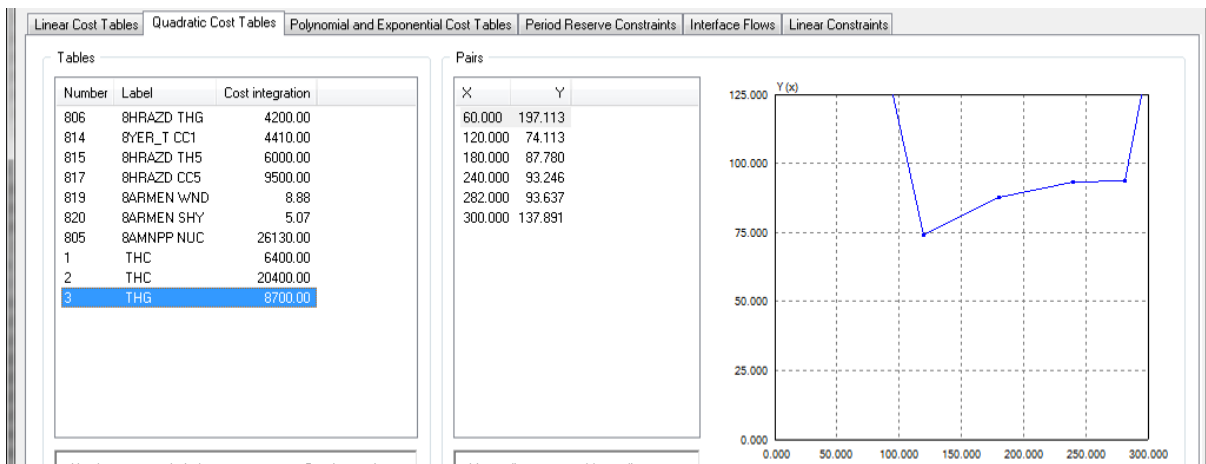 Linear Cost Tables Quadratic Cost Tables Polynomial and Exponential Cost Tables Period Reserve Constraints Interface Flows Linear Constraints
Tables
Number Label Cost integration
806 8HRAZD THG 4200.00
814 8YER_T CC1 4410.00
815 8HRAZD TH5 6000.00
817 8HRAZD CC5 9500.00
819 8ARMEN WND 8.88
820 8ARMEN SHY 5.07
805 8AMNPP NUC 26130.00
1 THC 6400.00
2 THC 20400.00
3 THG 8700.00
Pairs
X Y
60.000 197.113
120.000 74.113
180.000 87.780
240.000 93.246
282.000 93.637
300.000 137.891
Y (x)
125.000
100.000
75.000
50.000
25.000
0.000
0.000 50.000 100.000 150.000 200.000 250.000 300.000